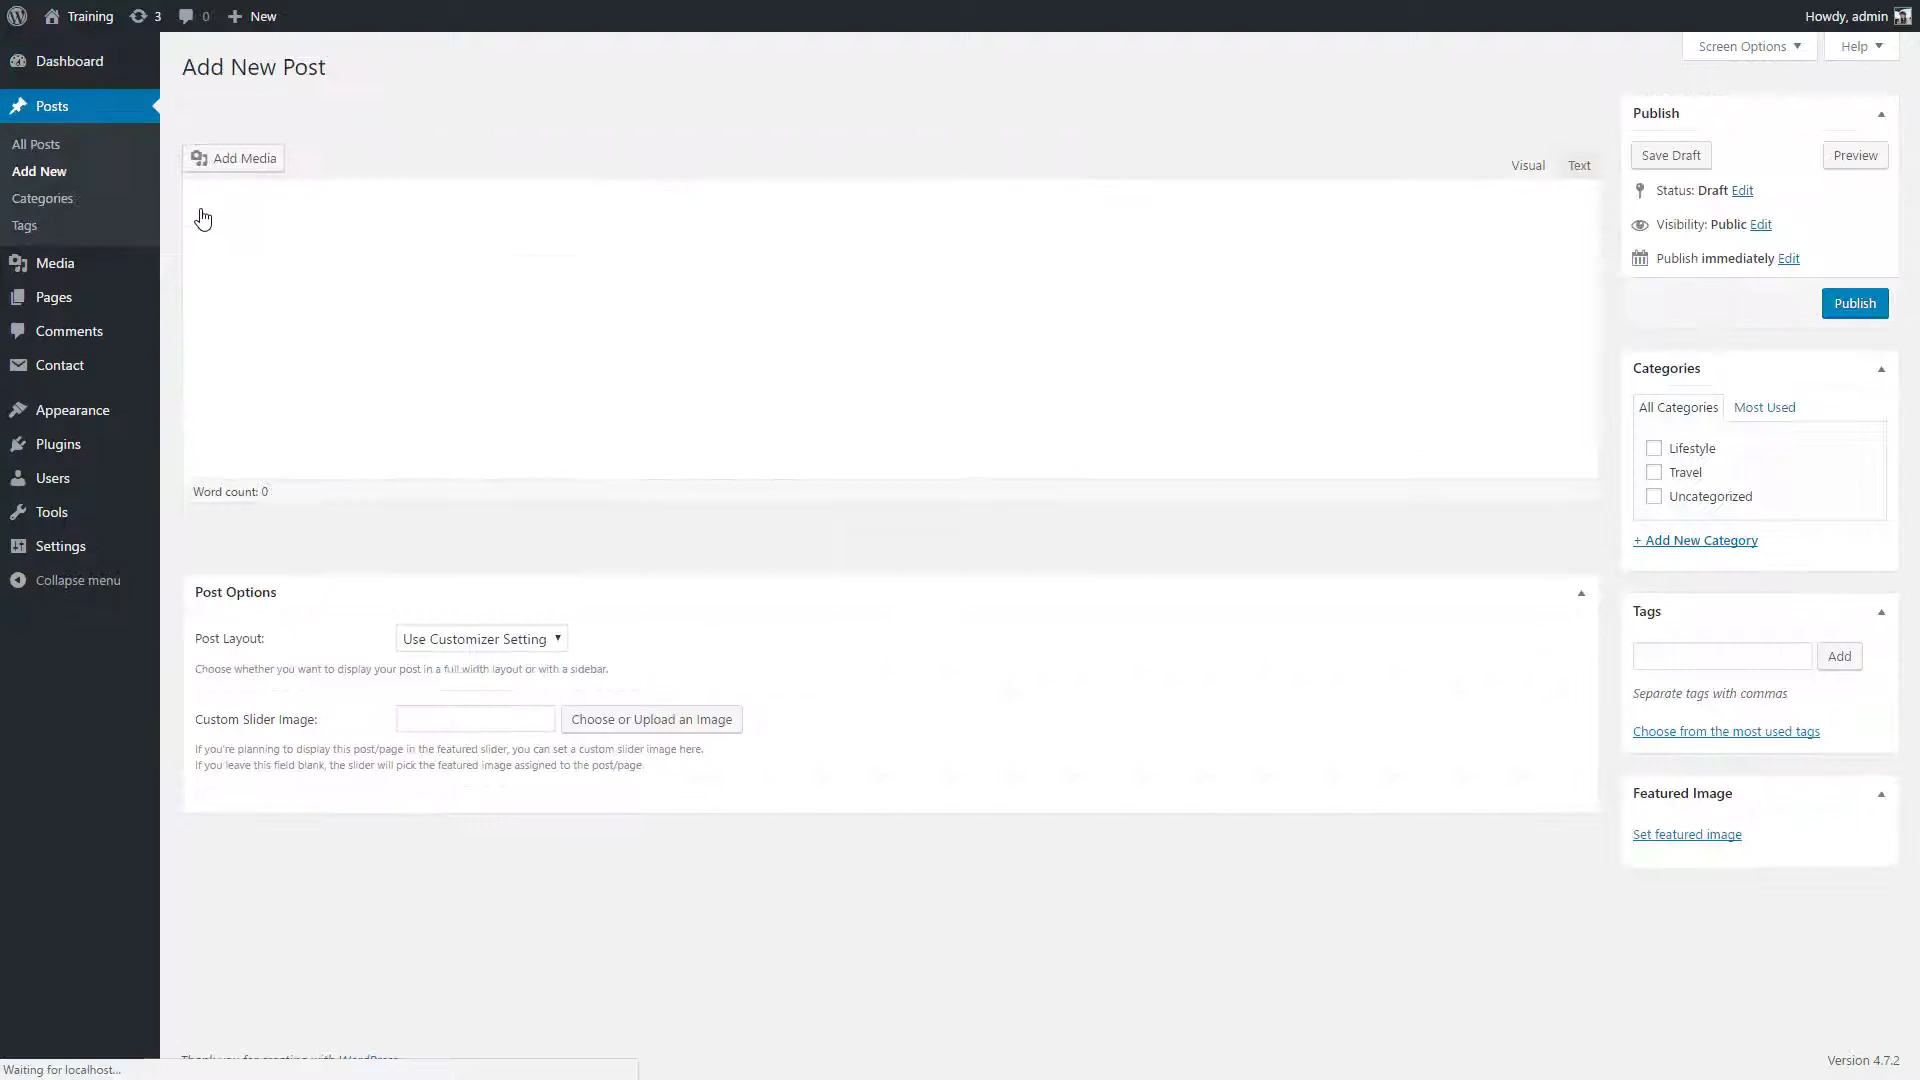 Training 3 0 New
Howdy, admin
Screen Options Help
Dashboard
Posts
All Posts
Add New
Categories
Tags
Media
Pages
Comments
Contact
Appearance
Plugins
Users
Tools
Settings
Collapse menu
Add New Post
Add Media
Visual Text
Word count: 0
Post Options
Post Layout: Use Customizer Setting
Choose whether you want to display your post in a full width layout or with a sidebar.
Custom Slider Image: Choose or Upload an Image
If you're planning to display this post/page in the featured slider, you can set a custom slider image here.
If you leave this field blank, the slider will pick the featured image assigned to the post/page
Publish
Save Draft Preview
Status: Draft Edit
Visibility: Public Edit
Publish immediately Edit
Publish
Categories
All Categories Most Used
Lifestyle
Travel
Uncategorized
+ Add New Category
Tags
Add
Separate tags with commas
Choose from the most used tags
Featured Image
Set featured image
Thank you for creating with WordPress
Version 4.7.2
Waiting for localhost...